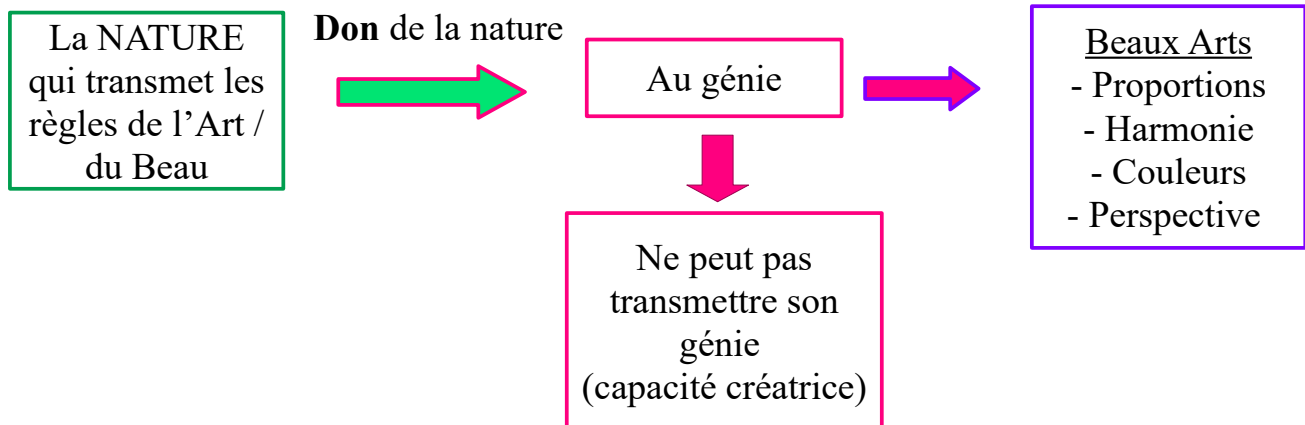 La NATURE
qui transmet les
règles de l’Art /
du Beau
Don de la nature
Au génie
Ne peut pas
transmettre son
génie
(capacité créatrice)
Beaux Arts
- Proportions
- Harmonie
- Couleurs
- Perspective